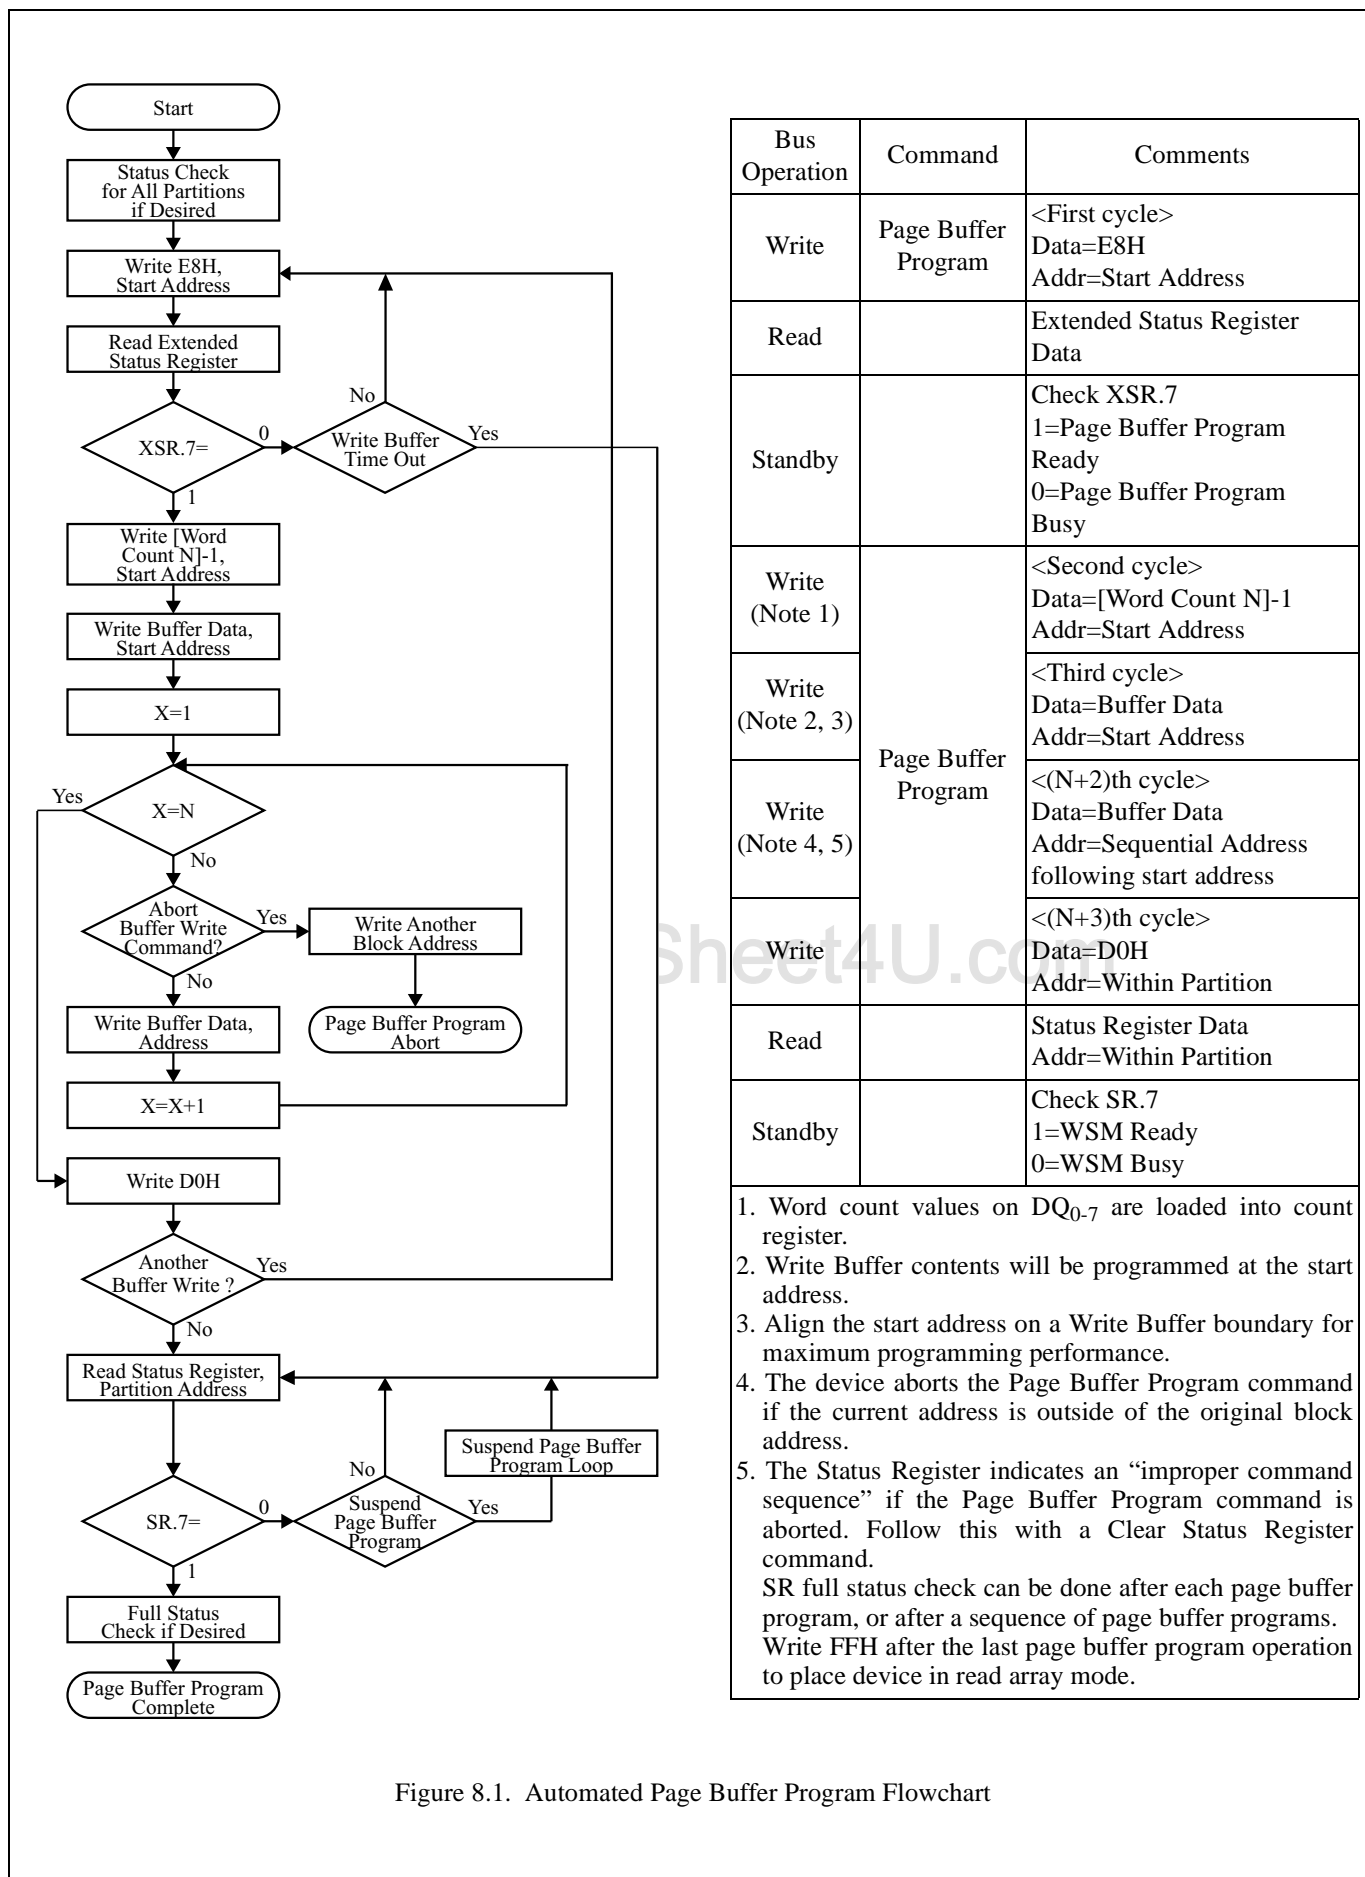 Start
Status Check
for All Partitions
if Desired
Write E8H,
Start Address
Read Extended
Status Register
XSR.7=
0
1
No
Write Buffer
Time Out
Yes
Write [Word
Count N]-1,
Start Address
Write Buffer Data,
Start Address
X=1
Yes
X=N
No
Abort
Buffer Write
Command?
Yes
Write Another
Block Address
Page Buffer Program
Abort
No
Write Buffer Data,
Address
X=X+1
Write D0H
Another
Buffer Write ?
Yes
No
Read Status Register,
Partition Address
SR.7=
0
1
No
Suspend
Page Buffer
Program
Yes
Suspend Page Buffer
Program Loop
Full Status
Check if Desired
Page Buffer Program
Complete
Bus
Operation
Command
Comments
Write
Page Buffer
Program
<First cycle>
Data=E8H
Addr=Start Address
Read
Extended Status Register
Data
Standby
Check XSR.7
1=Page Buffer Program
Ready
0=Page Buffer Program
Busy
Write
(Note 1)
Page Buffer
Program
<Second cycle>
Data=[Word Count N]-1
Addr=Start Address
Write
(Note 2, 3)
<Third cycle>
Data=Buffer Data
Addr=Start Address
Write
(Note 4, 5)
<(N+2)th cycle>
Data=Buffer Data
Addr=Sequential Address
following start address
Write
<(N+3)th cycle>
Data=D0H
Addr=Within Partition
Read
Status Register Data
Addr=Within Partition
Standby
Check SR.7
1=WSM Ready
0=WSM Busy
1. Word count values on DQ0-7 are loaded into count
register.
2. Write Buffer contents will be programmed at the start
address.
3. Align the start address on a Write Buffer boundary for
maximum programming performance.
4. The device aborts the Page Buffer Program command
if the current address is outside of the original block
address.
5. The Status Register indicates an “improper command
sequence” if the Page Buffer Program command is
aborted. Follow this with a Clear Status Register
command.
SR full status check can be done after each page buffer
program, or after a sequence of page buffer programs.
Write FFH after the last page buffer program operation
to place device in read array mode.
Sheet4U.com
Figure 8.1. Automated Page Buffer Program Flowchart